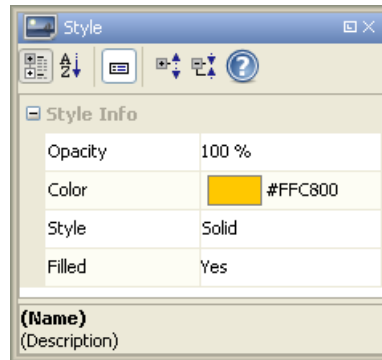 Style
Style Info
Opacity 100 %
Color #FFC800
Style Solid
Filled Yes
(Name)
(Description)